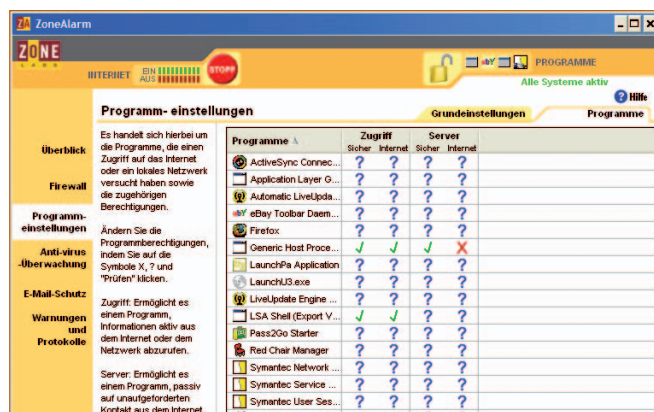 ZoneAlarm
ZONE
LABS
INTERNET EIN AUS
STOPP
PROGRAMME
Alle Systeme aktiv
Hilfe
Programm- einstellungen
Grundeinstellungen
Programme
Überblick
Firewall
Programm-
einstellungen
Anti-virus
-Überwachung
E-Mail-Schutz
Warnungen
und
Protokolle
Es handelt sich hierbei um
die Programme, die einen
Zugriff auf das Internet
oder ein lokales Netzwerk
versucht haben sowie
die zugehörigen
Berechtigungen.
Ändern Sie die
Programmberechtigungen,
indem Sie auf die
Symbole X, ? und
"Prüfen" klicken.
Zugriff: Ermöglicht es
einem Programm,
Informationen aktiv aus
dem Internet oder dem
Netzwerk abzurufen.
Server: Ermöglicht es
einem Programm, passiv
auf unaufgeforderten
Kontakt aus dem Internet
Programme Zugriff Server
Sicher Internet Sicher Internet
ActiveSync Connec... ? ? ? ?
Application Layer G... ? ? ? ?
Automatic LiveUpda... ? ? ? ?
ebY eBay Toolbar Daem... ? ? ? ?
Firefox ? ? ? ?
Generic Host Proce... ✓ ✓ ✓ X
LaunchPa Application ? ? ? ?
LaunchU3.exe ? ? ? ?
LiveUpdate Engine ... ? ? ? ?
LSA Shell (Export V... ✓ ✓ ? ?
Pass2Go Starter ? ? ? ?
Red Chair Manager ? ? ? ?
Symantec Network ... ? ? ? ?
Symantec Service ... ? ? ? ?
Symantec User Ses... ? ? ? ?